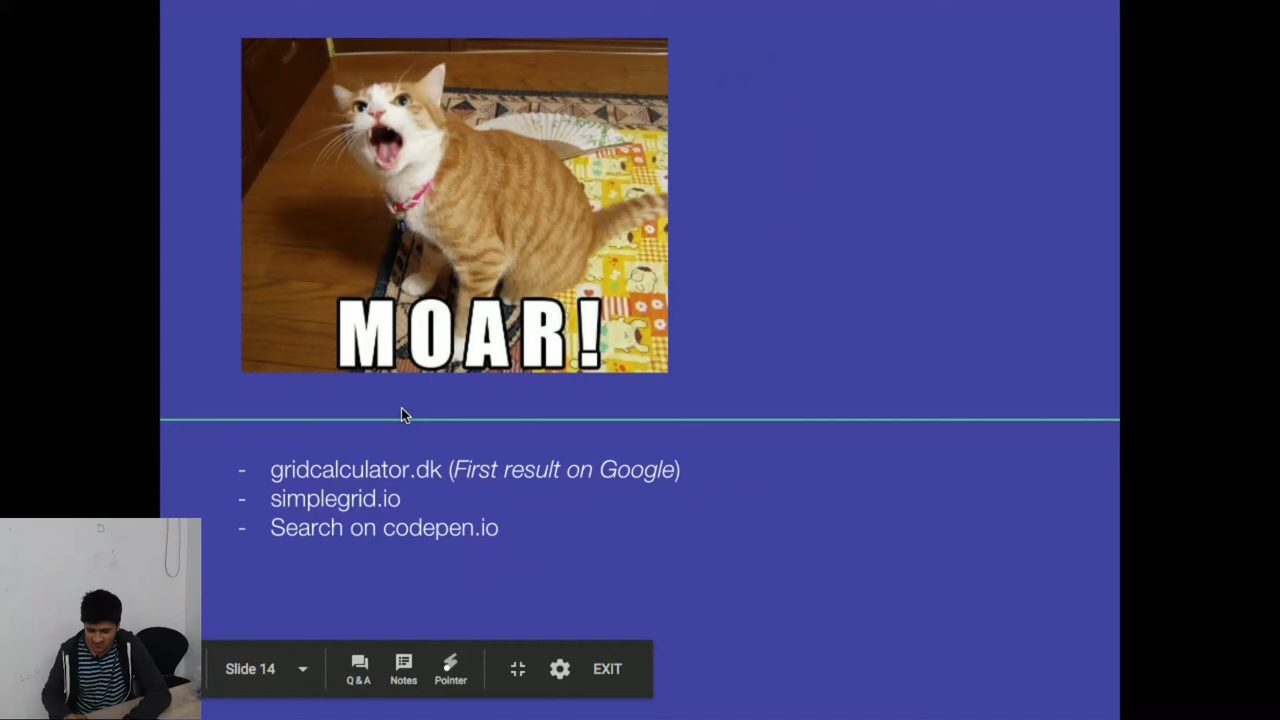 MOAR!
- gridcalculator.dk (First result on Google)
- simplegrid.io
- Search on codepen.io
Slide 14
Q & A
Notes
Pointer
EXIT